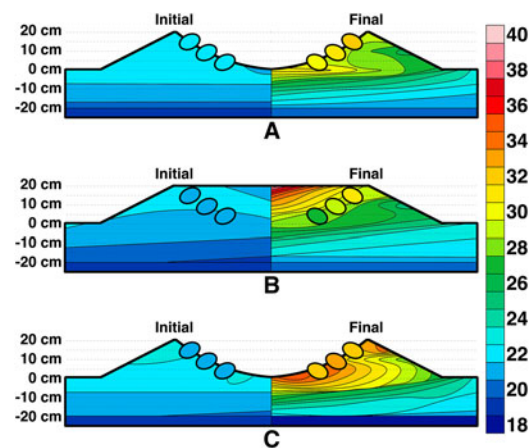 Initial Final
20 cm
10 cm
0 cm
-10 cm
-20 cm
A
Initial Final
20 cm
10 cm
0 cm
-10 cm
-20 cm
B
Initial Final
20 cm
10 cm
0 cm
-10 cm
-20 cm
C
40
38
36
34
32
30
28
26
24
22
20
18